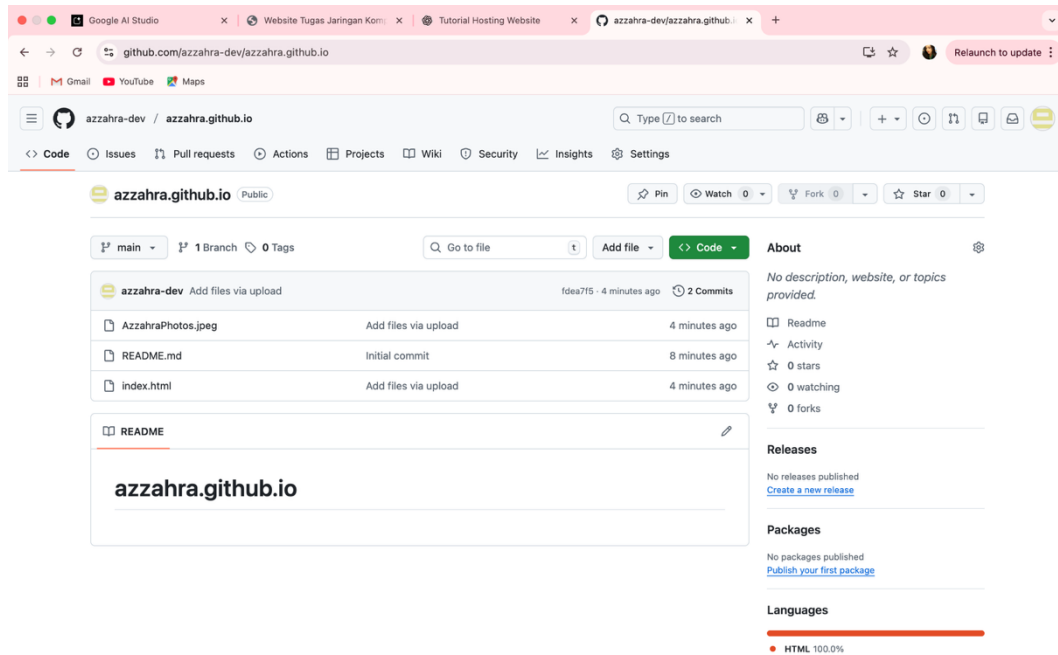 Google AI Studio
Website Tugas Jaringan Kom
Tutorial Hosting Website
azzahra-dev/azzahra.github.i
github.com/azzahra-dev/azzahra.github.io
Relaunch to update
Gmail YouTube Maps
azzahra-dev / azzahra.github.io
Type / to search
Code Issues Pull requests Actions Projects Wiki Security Insights Settings
azzahra.github.io Public
Pin Watch 0 Fork 0 Star 0
main 1 Branch 0 Tags
Go to file t Add file Code
azzahra-dev Add files via upload fdea7f5 · 4 minutes ago 2 Commits
AzzahraPhotos.jpeg Add files via upload 4 minutes ago
README.md Initial commit 8 minutes ago
index.html Add files via upload 4 minutes ago
README
azzahra.github.io
About
No description, website, or topics
provided.
Readme
Activity
0 stars
0 watching
0 forks
Releases
No releases published
Create a new release
Packages
No packages published
Publish your first package
Languages
HTML 100.0%